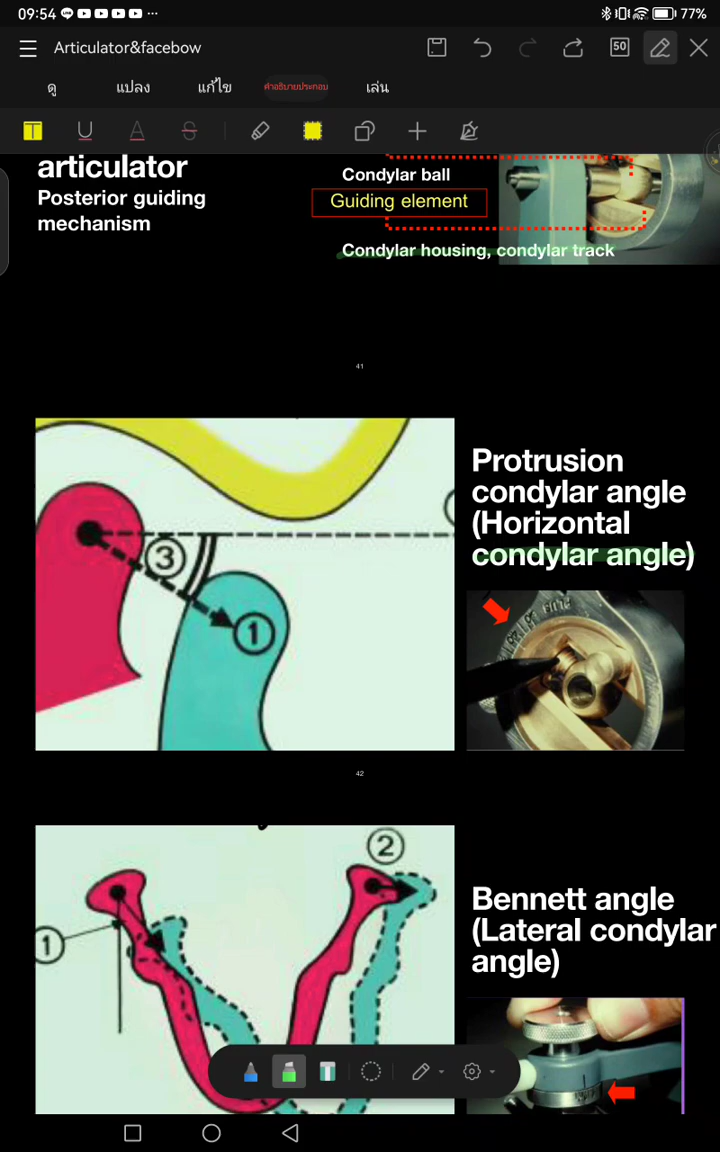 09:54
77%
Articulator&facebow
50
ดู
แปลง
แก้ไข
คำอธิบายประกอบ
เล่น
T
U
A
S
articulator
Posterior guiding
mechanism
Condylar ball
Guiding element
Condylar housing, condylar track
41
3
1
Protrusion
condylar angle
(Horizontal
condylar angle)
42
2
1
Bennett angle
(Lateral condylar
angle)